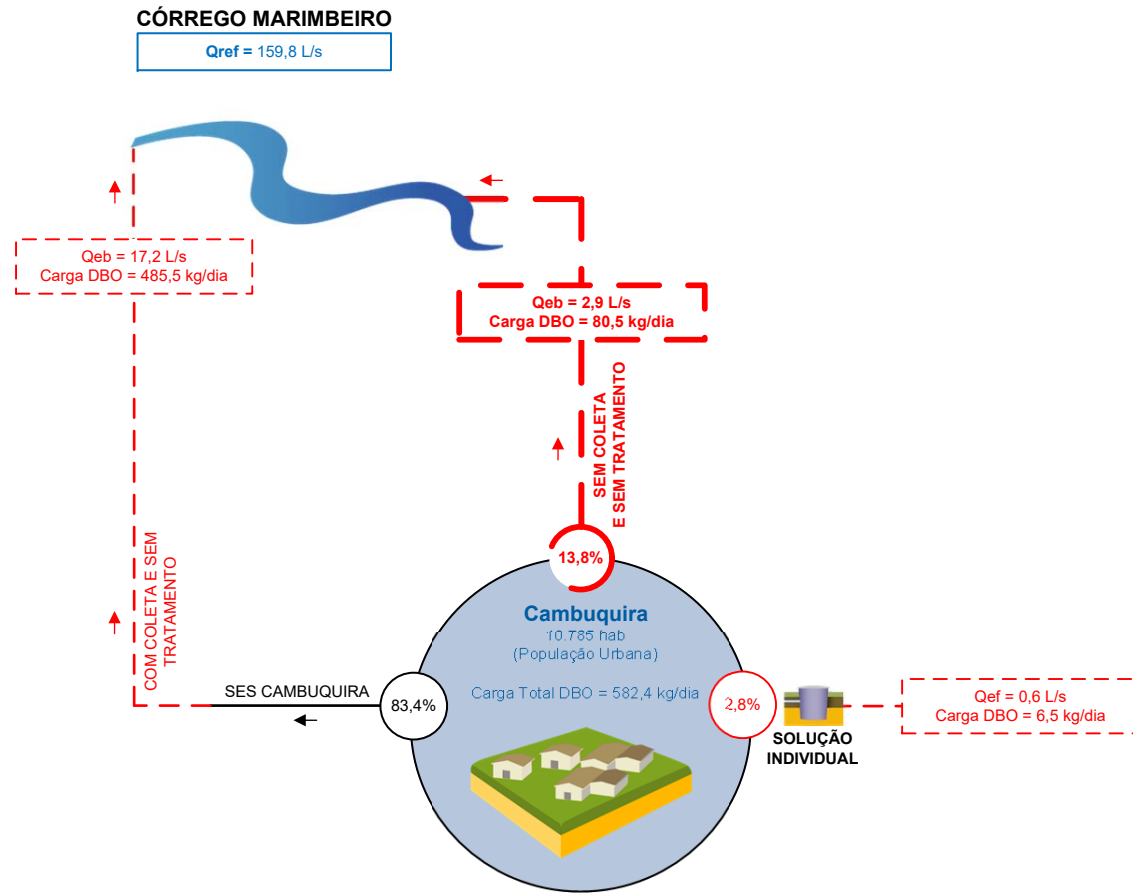 CÓRREGO MARIMBEIRO
Qref = 159,8 L/s
Qeb = 17,2 L/s
Carga DBO = 485,5 kg/dia
Qeb = 2,9 L/s
Carga DBO = 80,5 kg/dia
SEM COLETA
E SEM TRATAMENTO
COM COLETA E SEM
TRATAMENTO
13,8%
Cambuquira
10.785 hab
(População Urbana)
Carga Total DBO = 582,4 kg/dia
SES CAMBUQUIRA
83,4%
2,8%
SOLUÇÃO
INDIVIDUAL
Qef = 0,6 L/s
Carga DBO = 6,5 kg/dia